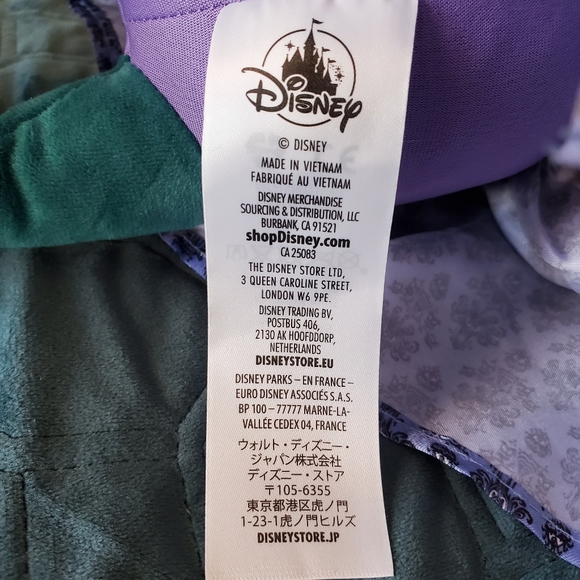 Disney
© DISNEY
MADE IN VIETNAM
FABRIQUÉ AU VIETNAM
DISNEY MERCHANDISE
SOURCING & DISTRIBUTION, LLC
BURBANK, CA 91521
shopDisney.com
CA 25083
THE DISNEY STORE LTD,
3 QUEEN CAROLINE STREET,
LONDON W6 9PE.
DISNEY TRADING BV,
POSTBUS 406,
2130 AK HOOFDDORP,
NETHERLANDS
DISNEYSTORE.EU
DISNEY PARKS – EN FRANCE –
EURO DISNEY ASSOCIÉS S.A.S.
BP 100 – 77777 MARNE-LA-
VALLÉE CEDEX 04, FRANCE
ウォルト・ディズニー・
ジャパン株式会社
ディズニー・ストア
〒105-6355
東京都港区虎ノ門
1-23-1虎ノ門ヒルズ
DISNEYSTORE.JP